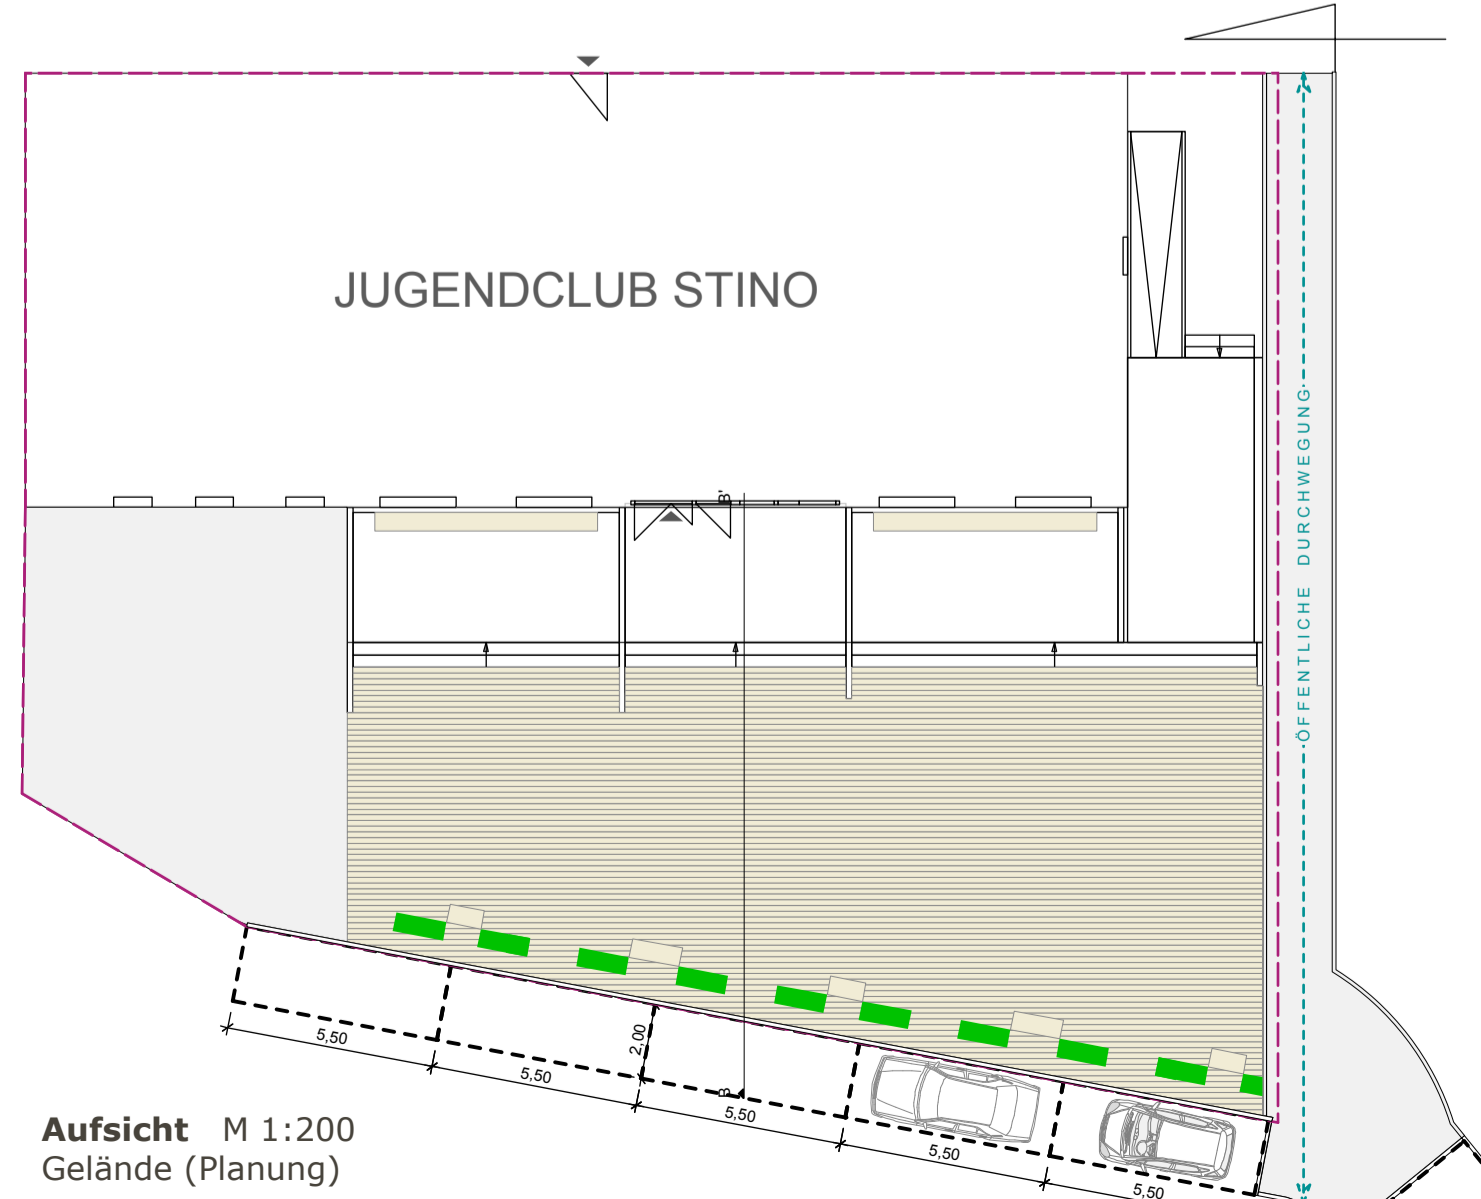 JUGENDCLUB STINO
ÖFFENTLICHE DURCHWEGUNG
B'
2,00
B
5,50
5,50
5,50
5,50
5,50
Aufsicht M 1:200
Gelände (Planung)